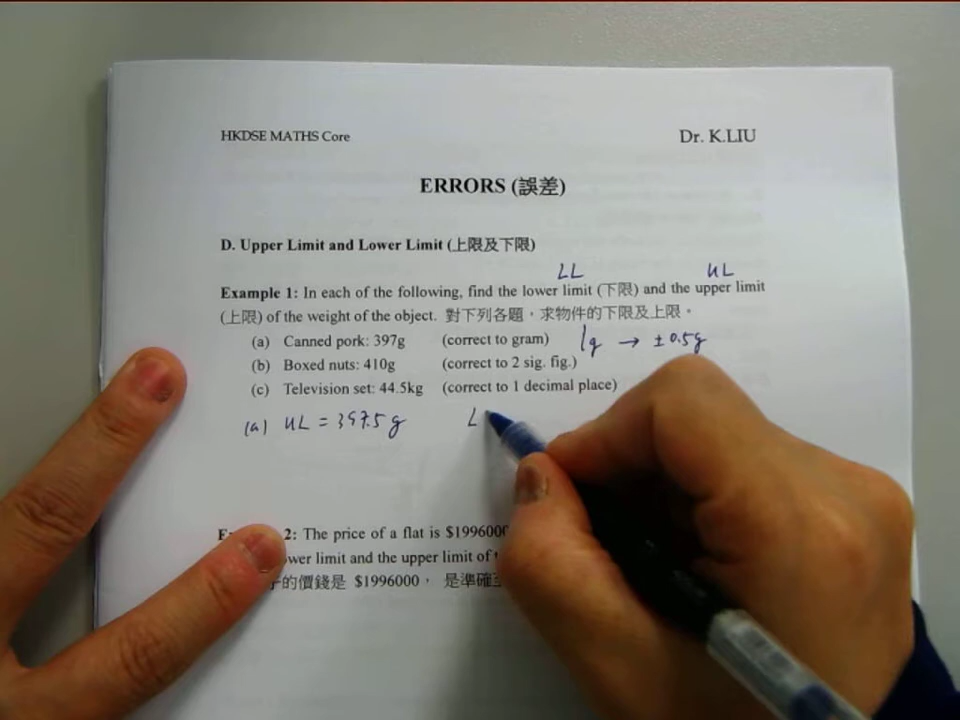 HKDSE MATHS Core Dr. K.LIU
ERRORS (誤差)
D. Upper Limit and Lower Limit (上限及下限)
LL UL
Example 1: In each of the following, find the lower limit (下限) and the upper limit
(上限) of the weight of the object. 對下列各題，求物件的下限及上限。
(a) Canned pork: 397g (correct to gram) 1g → ±0.5g
(b) Boxed nuts: 410g (correct to 2 sig. fig.)
(c) Television set: 44.5kg (correct to 1 decimal place)
(a) UL = 397.5g L
2: The price of a flat is $1996000
lower limit and the upper limit of
的價錢是 $1996000， 是準確